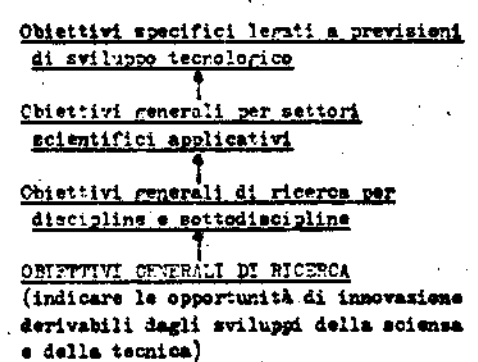 Obiettivi specifici legati a previsioni
di sviluppo tecnologico
Obiettivi generali per settori
scientifici applicativi
Obiettivi generali di ricerca per
discipline e sottodiscipline
OBIETTIVI GENERALI DI RICERCA
(indicare le opportunità di innovazione
derivabili dagli sviluppi della scienza
e della tecnica)